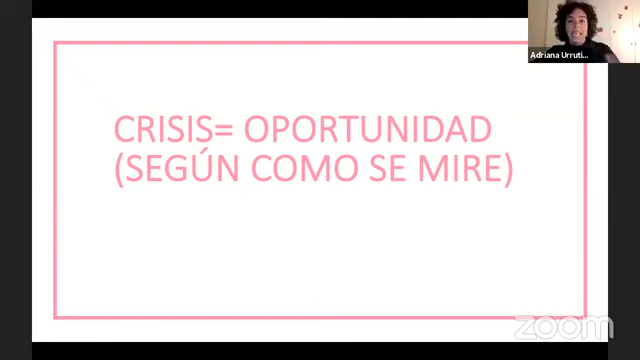 Adriana Urruti...
CRISIS= OPORTUNIDAD
(SEGÚN COMO SE MIRE)
zoom